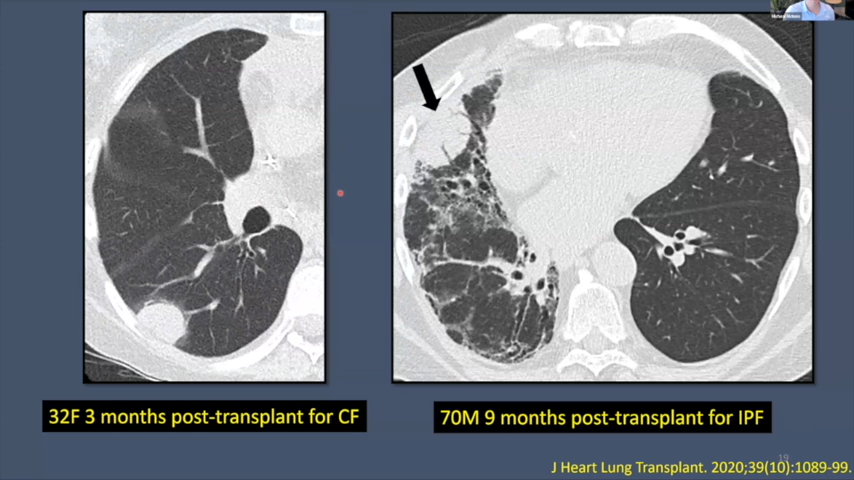 32F 3 months post-transplant for CF
70M 9 months post-transplant for IPF
19
J Heart Lung Transplant. 2020;39(10):1089-99.